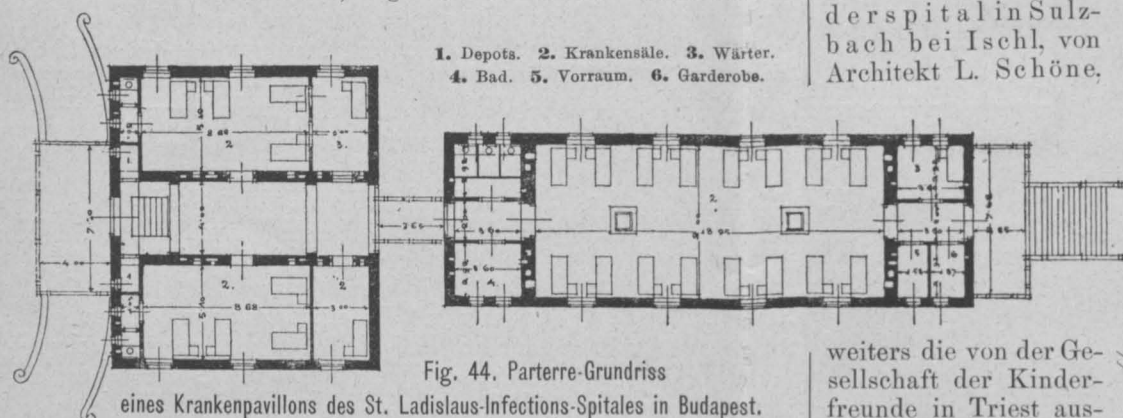 derspital in Sulz-
bach bei Ischl, von
Architekt L. Schöne,
1. Depots. 2. Krankensäle. 3. Wärter.
4. Bad. 5. Vorraum. 6. Garderobe.
Fig. 44. Parterre-Grundriss
eines Krankenpavillons des St. Ladislaus-Infections-Spitales in Budapest.
weiters die von der Ge-
sellschaft der Kinder-
freunde in Triest aus-